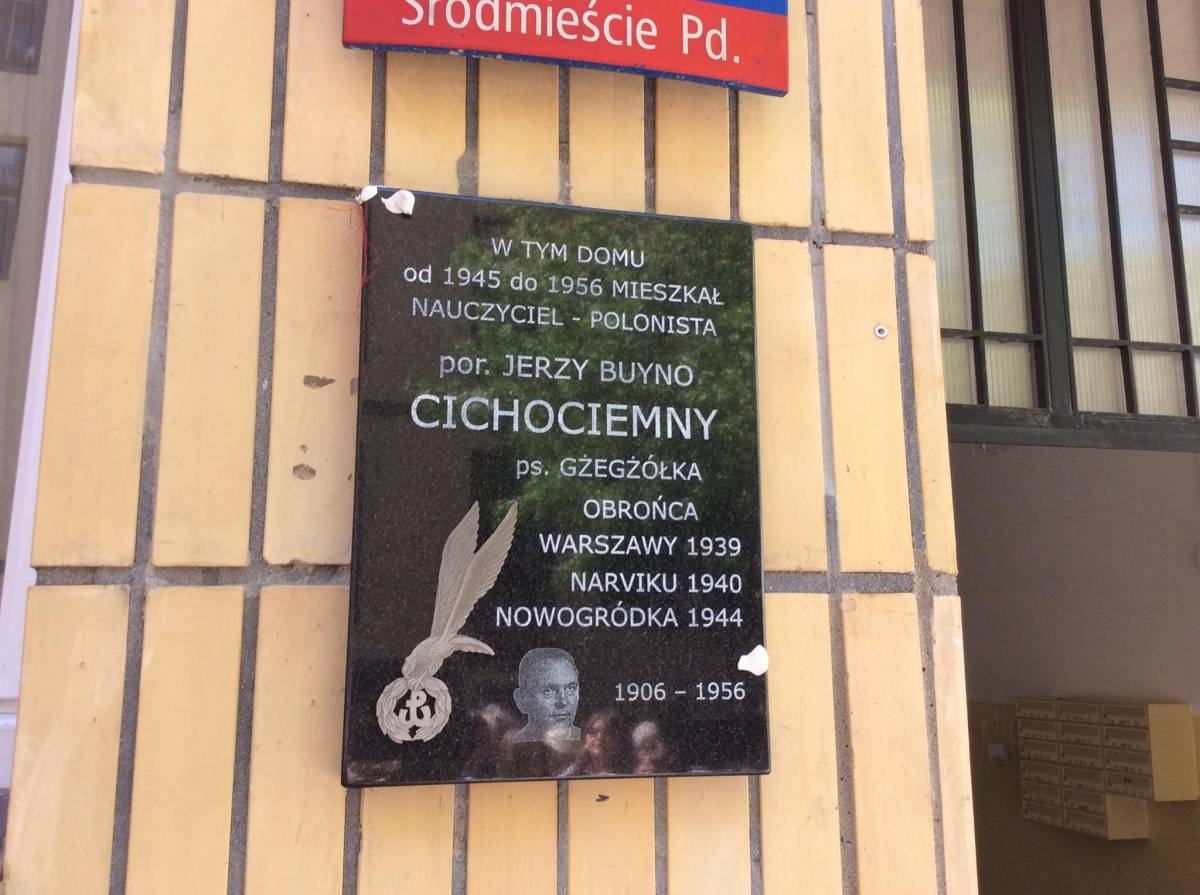 Śródmieście Pd.
W TYM DOMU
od 1945 do 1956 MIESZKAŁ
NAUCZYCIEL - POLONISTA
por. JERZY BUYNO
CICHOCIEMNY
ps. GŻEGŻÓŁKA
OBROŃCA
WARSZAWY 1939
NARVIKU 1940
NOWOGRÓDKA 1944
1906 – 1956